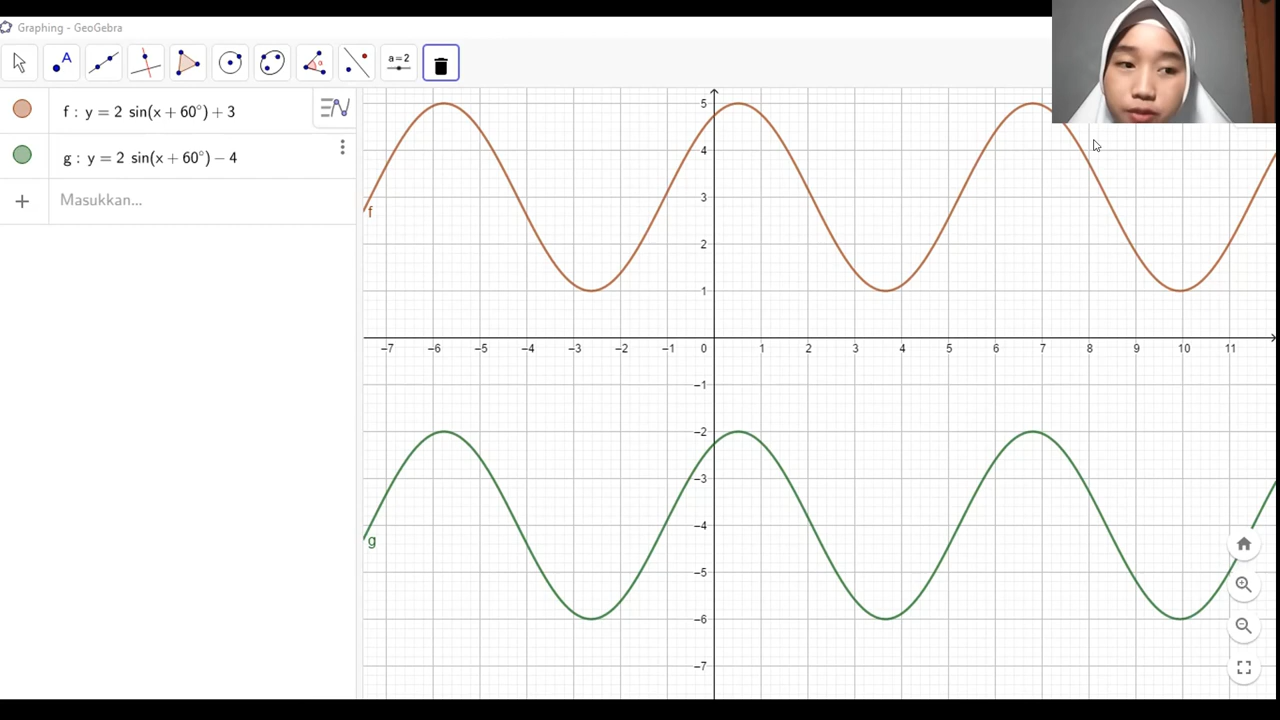 Graphing - GeoGebra
A
α
a=2
f : y = 2 sin(x + 60°) + 3
g : y = 2 sin(x + 60°) − 4
+ Masukkan...
5
4
3
2
1
f
−7 −6 −5 −4 −3 −2 −1 0 1 2 3 4 5 6 7 8 9 10 11
−1
−2
−3
−4
g
−5
−6
−7